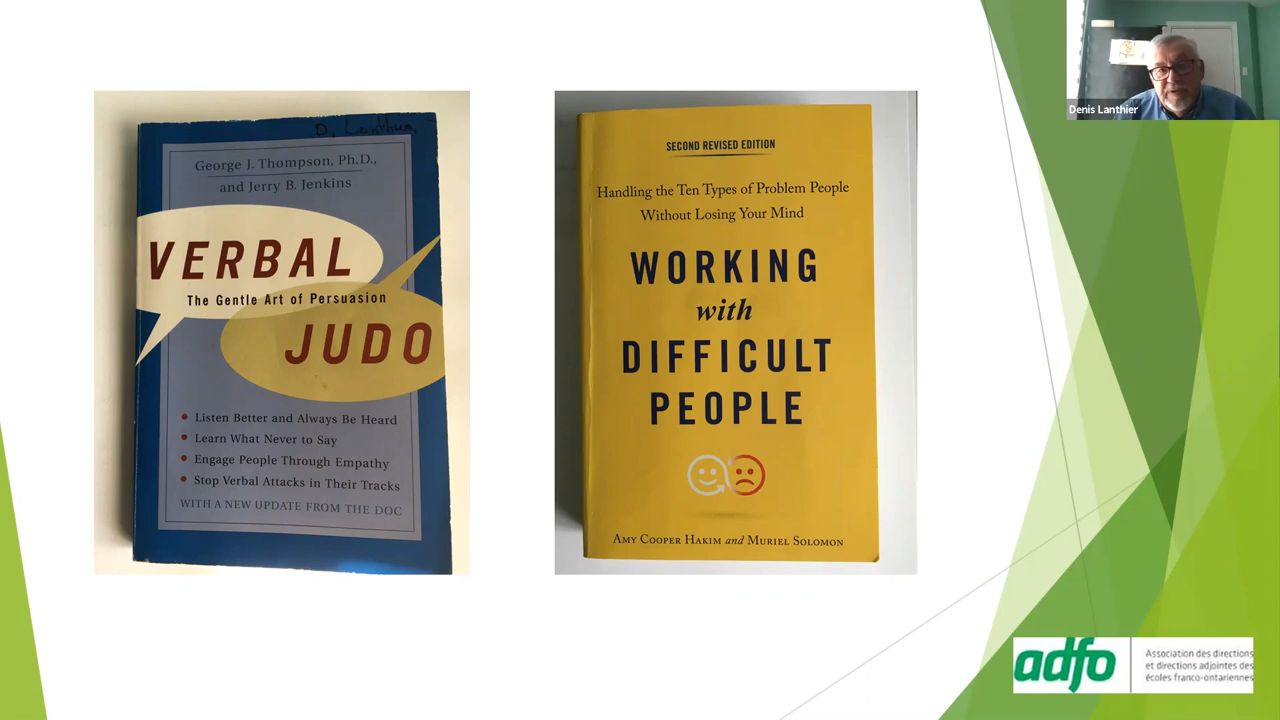 D. Lanthier
George J. Thompson, Ph.D.,
and Jerry B. Jenkins
VERBAL
The Gentle Art of Persuasion
JUDO
• Listen Better and Always Be Heard
• Learn What Never to Say
• Engage People Through Empathy
• Stop Verbal Attacks in Their Tracks
WITH A NEW UPDATE FROM THE DOC
SECOND REVISED EDITION
Handling the Ten Types of Problem People
Without Losing Your Mind
WORKING
with
DIFFICULT
PEOPLE
Amy Cooper Hakim and Muriel Solomon
Denis Lanthier
adfo
Association des directions
et directions adjointes des
écoles franco-ontariennes